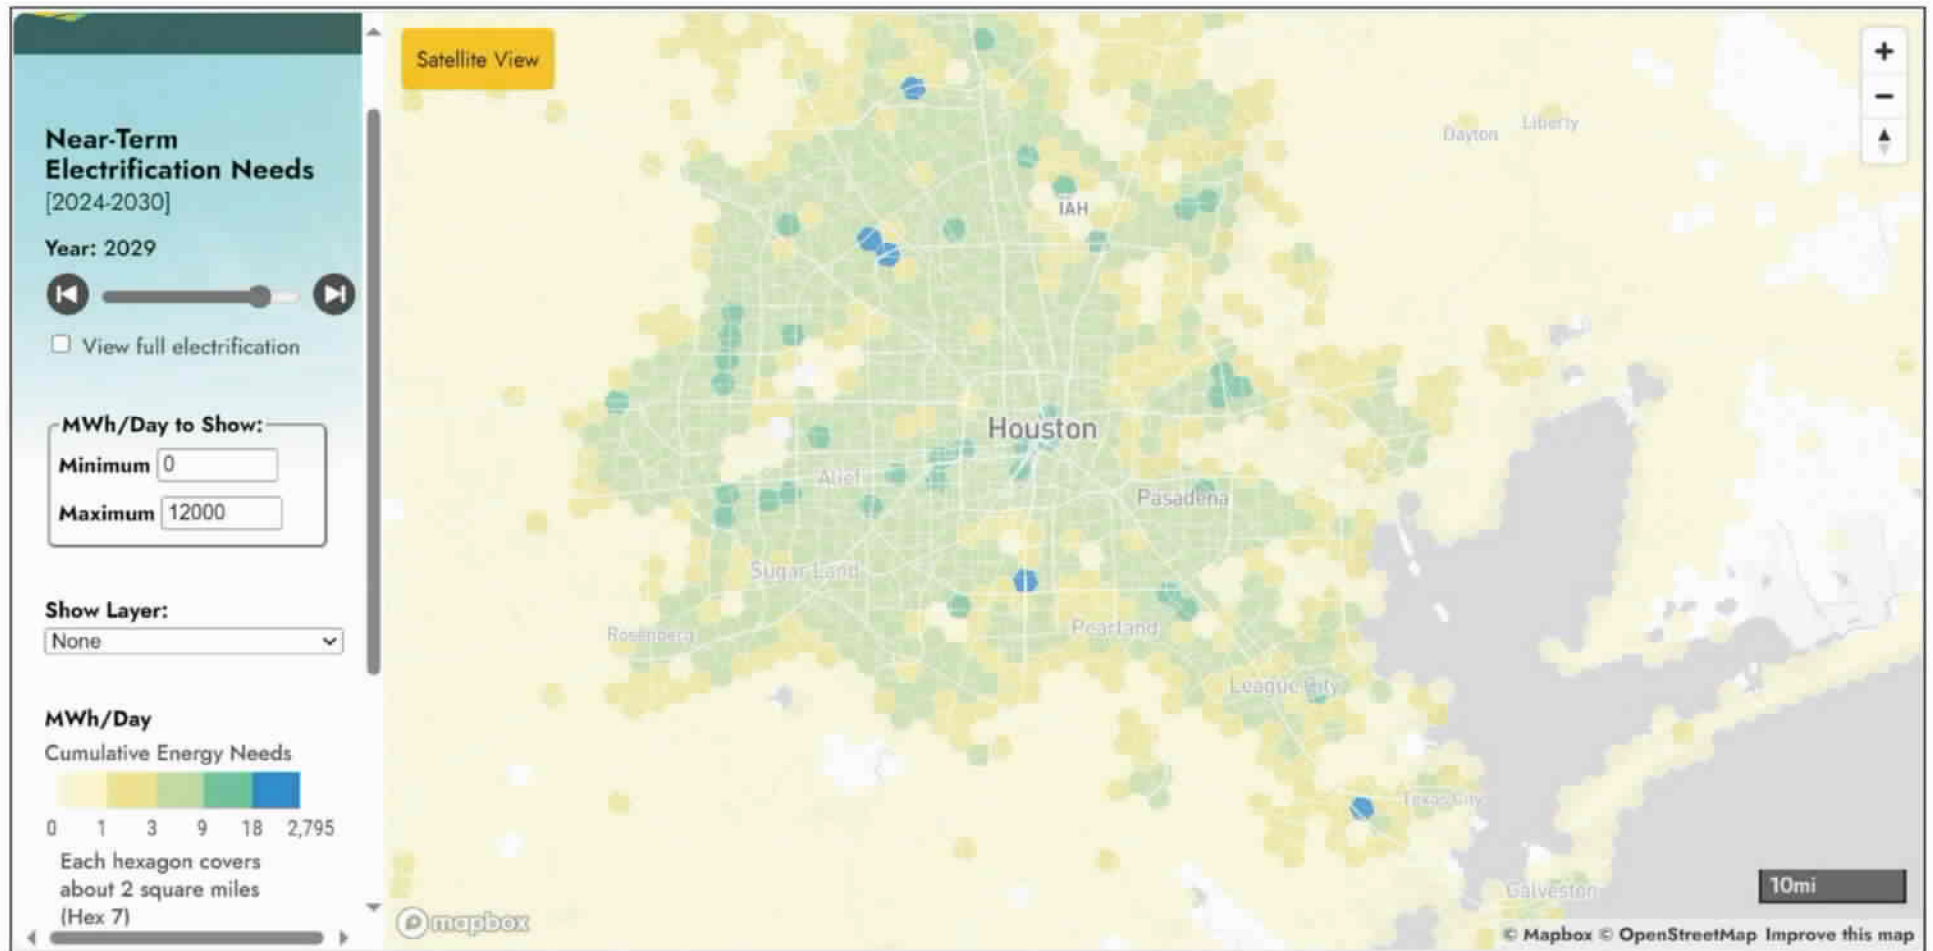 Near-Term
Electrification Needs
[2024-2030]
Year: 2029
View full electrification
MWh/Day to Show:
Minimum 0
Maximum 12000
Show Layer:
None
MWh/Day
Cumulative Energy Needs
0 1 3 9 18 2,795
Each hexagon covers
about 2 square miles
(Hex 7)
Satellite View
Dayton
Liberty
IAH
Houston
Alief
Pasadena
Sugar Land
Rosenberg
Pearland
League City
Texas City
Galveston
+
−
10mi
mapbox
© Mapbox © OpenStreetMap Improve this map